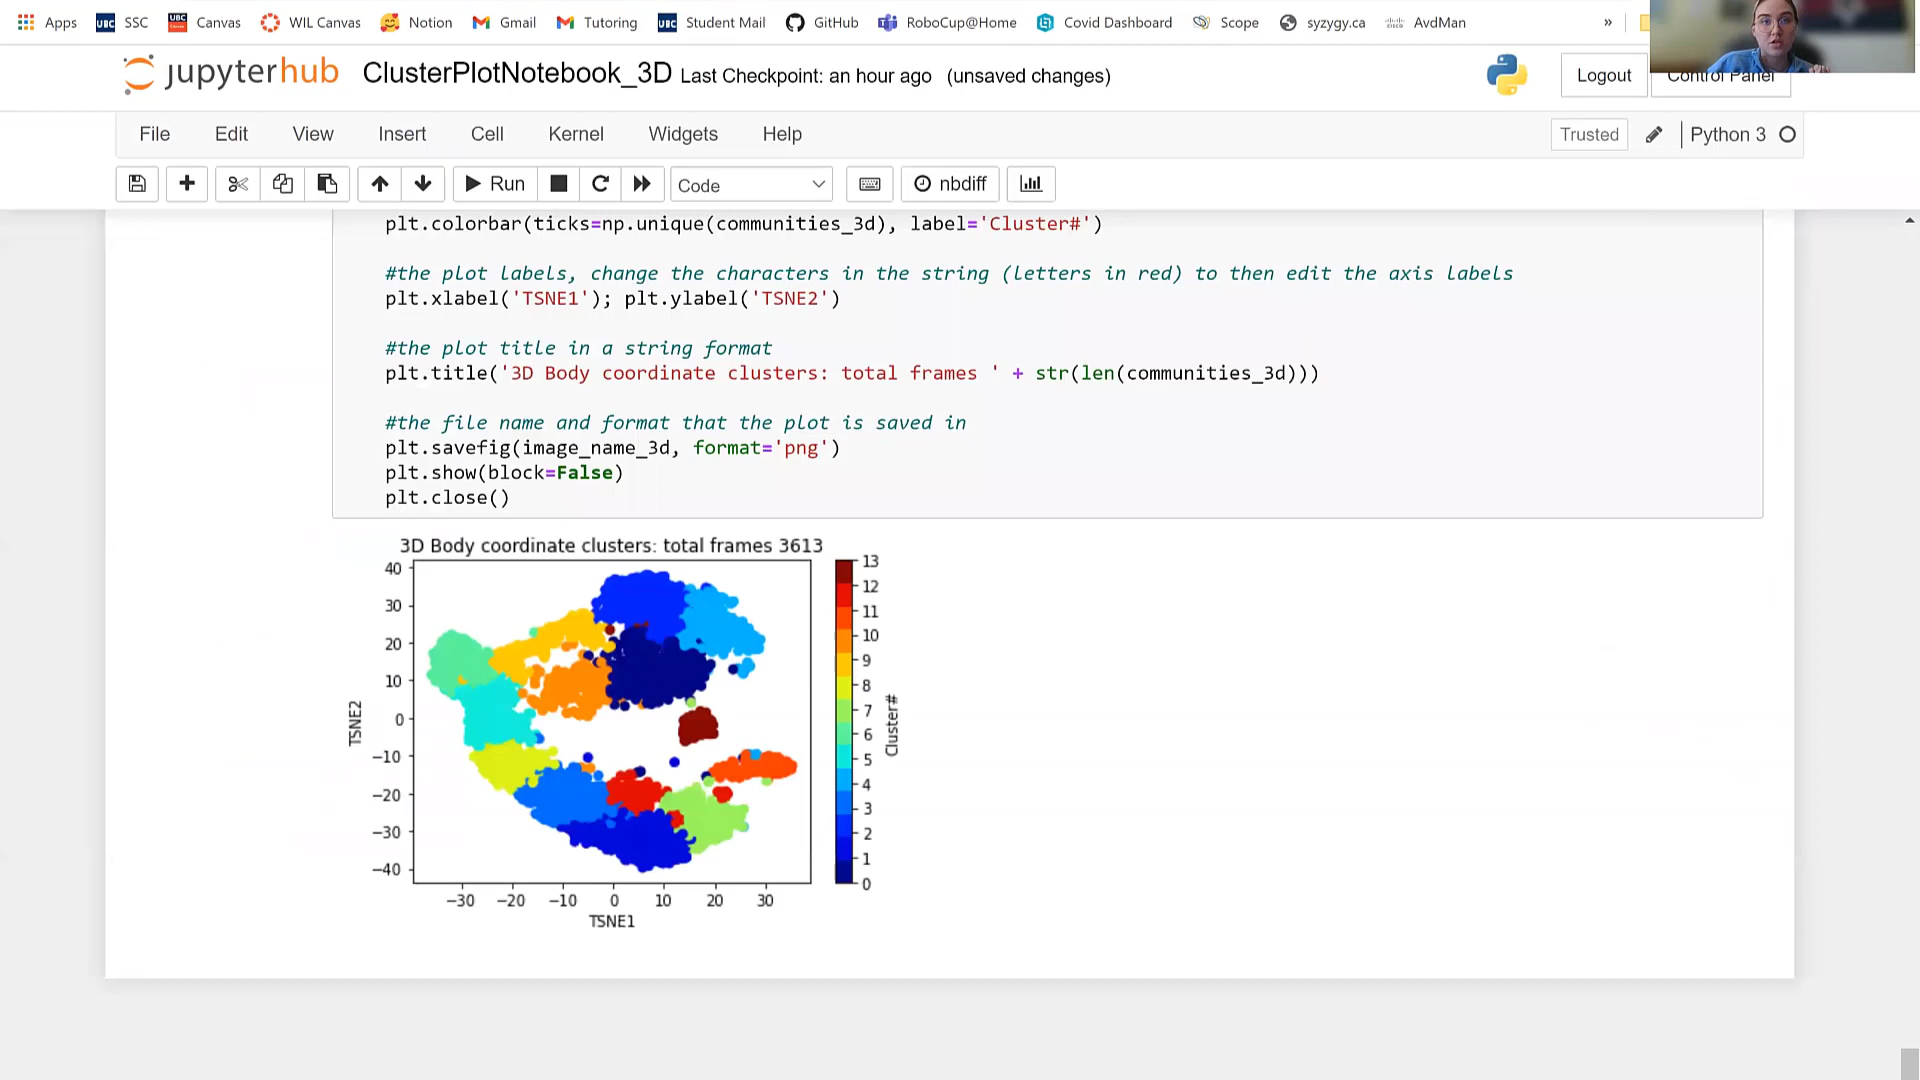 Apps UBC SSC UBC Canvas WIL Canvas Notion Gmail Tutoring UBC Student Mail GitHub RoboCup@Home Covid Dashboard Scope syzygy.ca AvdMan »
jupyterhub ClusterPlotNotebook_3D Last Checkpoint: an hour ago (unsaved changes) Logout Control Panel
File Edit View Insert Cell Kernel Widgets Help Trusted Python 3
Run Code nbdiff
plt.colorbar(ticks=np.unique(communities_3d), label='Cluster#')
#the plot labels, change the characters in the string (letters in red) to then edit the axis labels
plt.xlabel('TSNE1'); plt.ylabel('TSNE2')
#the plot title in a string format
plt.title('3D Body coordinate clusters: total frames ' + str(len(communities_3d)))
#the file name and format that the plot is saved in
plt.savefig(image_name_3d, format='png')
plt.show(block=False)
plt.close()
3D Body coordinate clusters: total frames 3613
40
30
20
10
0
−10
−20
−30
−40
TSNE2
−30 −20 −10 0 10 20 30
TSNE1
13
12
11
10
9
8
7
6
5
4
3
2
1
0
Cluster#